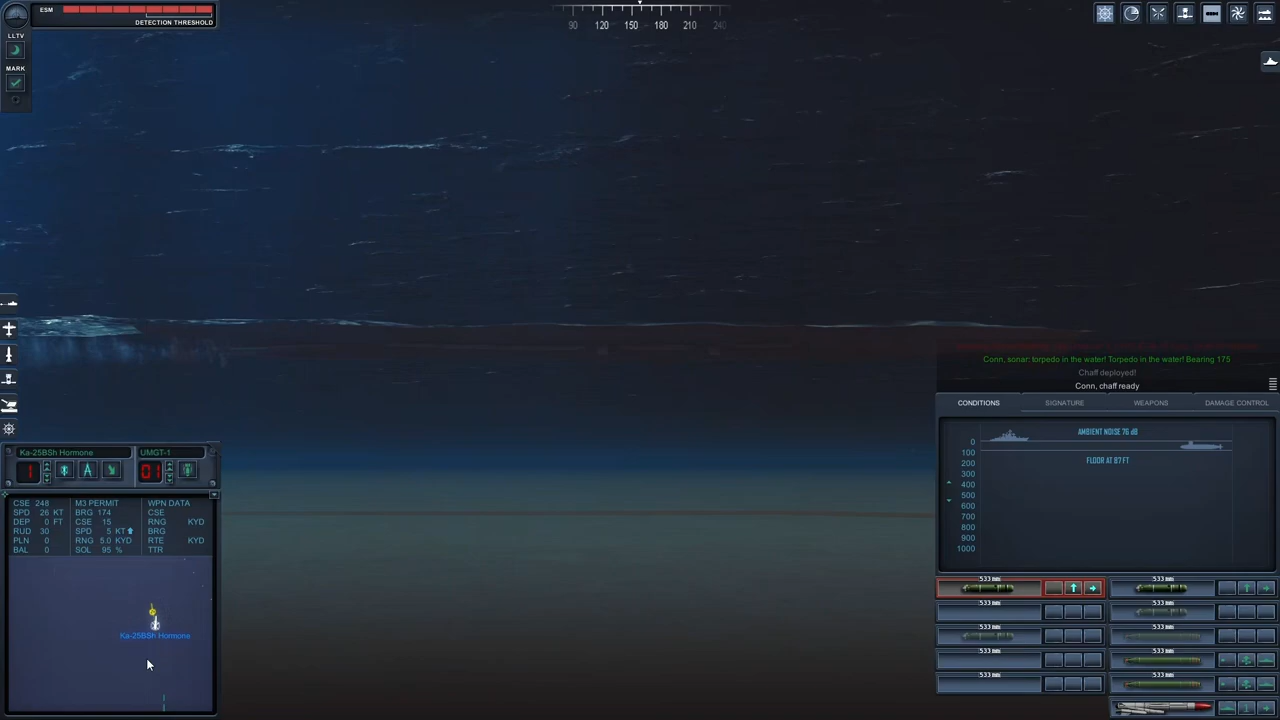 ESM
DETECTION THRESHOLD
LLTV
MARK
90 120 150 180 210 240
Conn, sonar: torpedo in the water! Torpedo in the water! Bearing 175
Chaff deployed!
Conn, chaff ready
CONDITIONS SIGNATURE WEAPONS DAMAGE CONTROL
AMBIENT NOISE 76 dB
FLOOR AT 87 FT
0
100
200
300
400
500
600
700
800
900
1000
Ka-25BSh Hormone UMGT-1
1 01
CSE 248 M3 PERMIT WPN DATA
SPD 26 KT BRG 174 CSE
DEP 0 FT CSE 15 RNG KYD
RUD 30 SPD 5 KT BRG
PLN 0 RNG 5.0 KYD RTE KYD
BAL 0 SOL 95 % TTR
Ka-25BSh Hormone
533 mm 533 mm
533 mm 533 mm
533 mm 533 mm
533 mm 533 mm
533 mm 533 mm